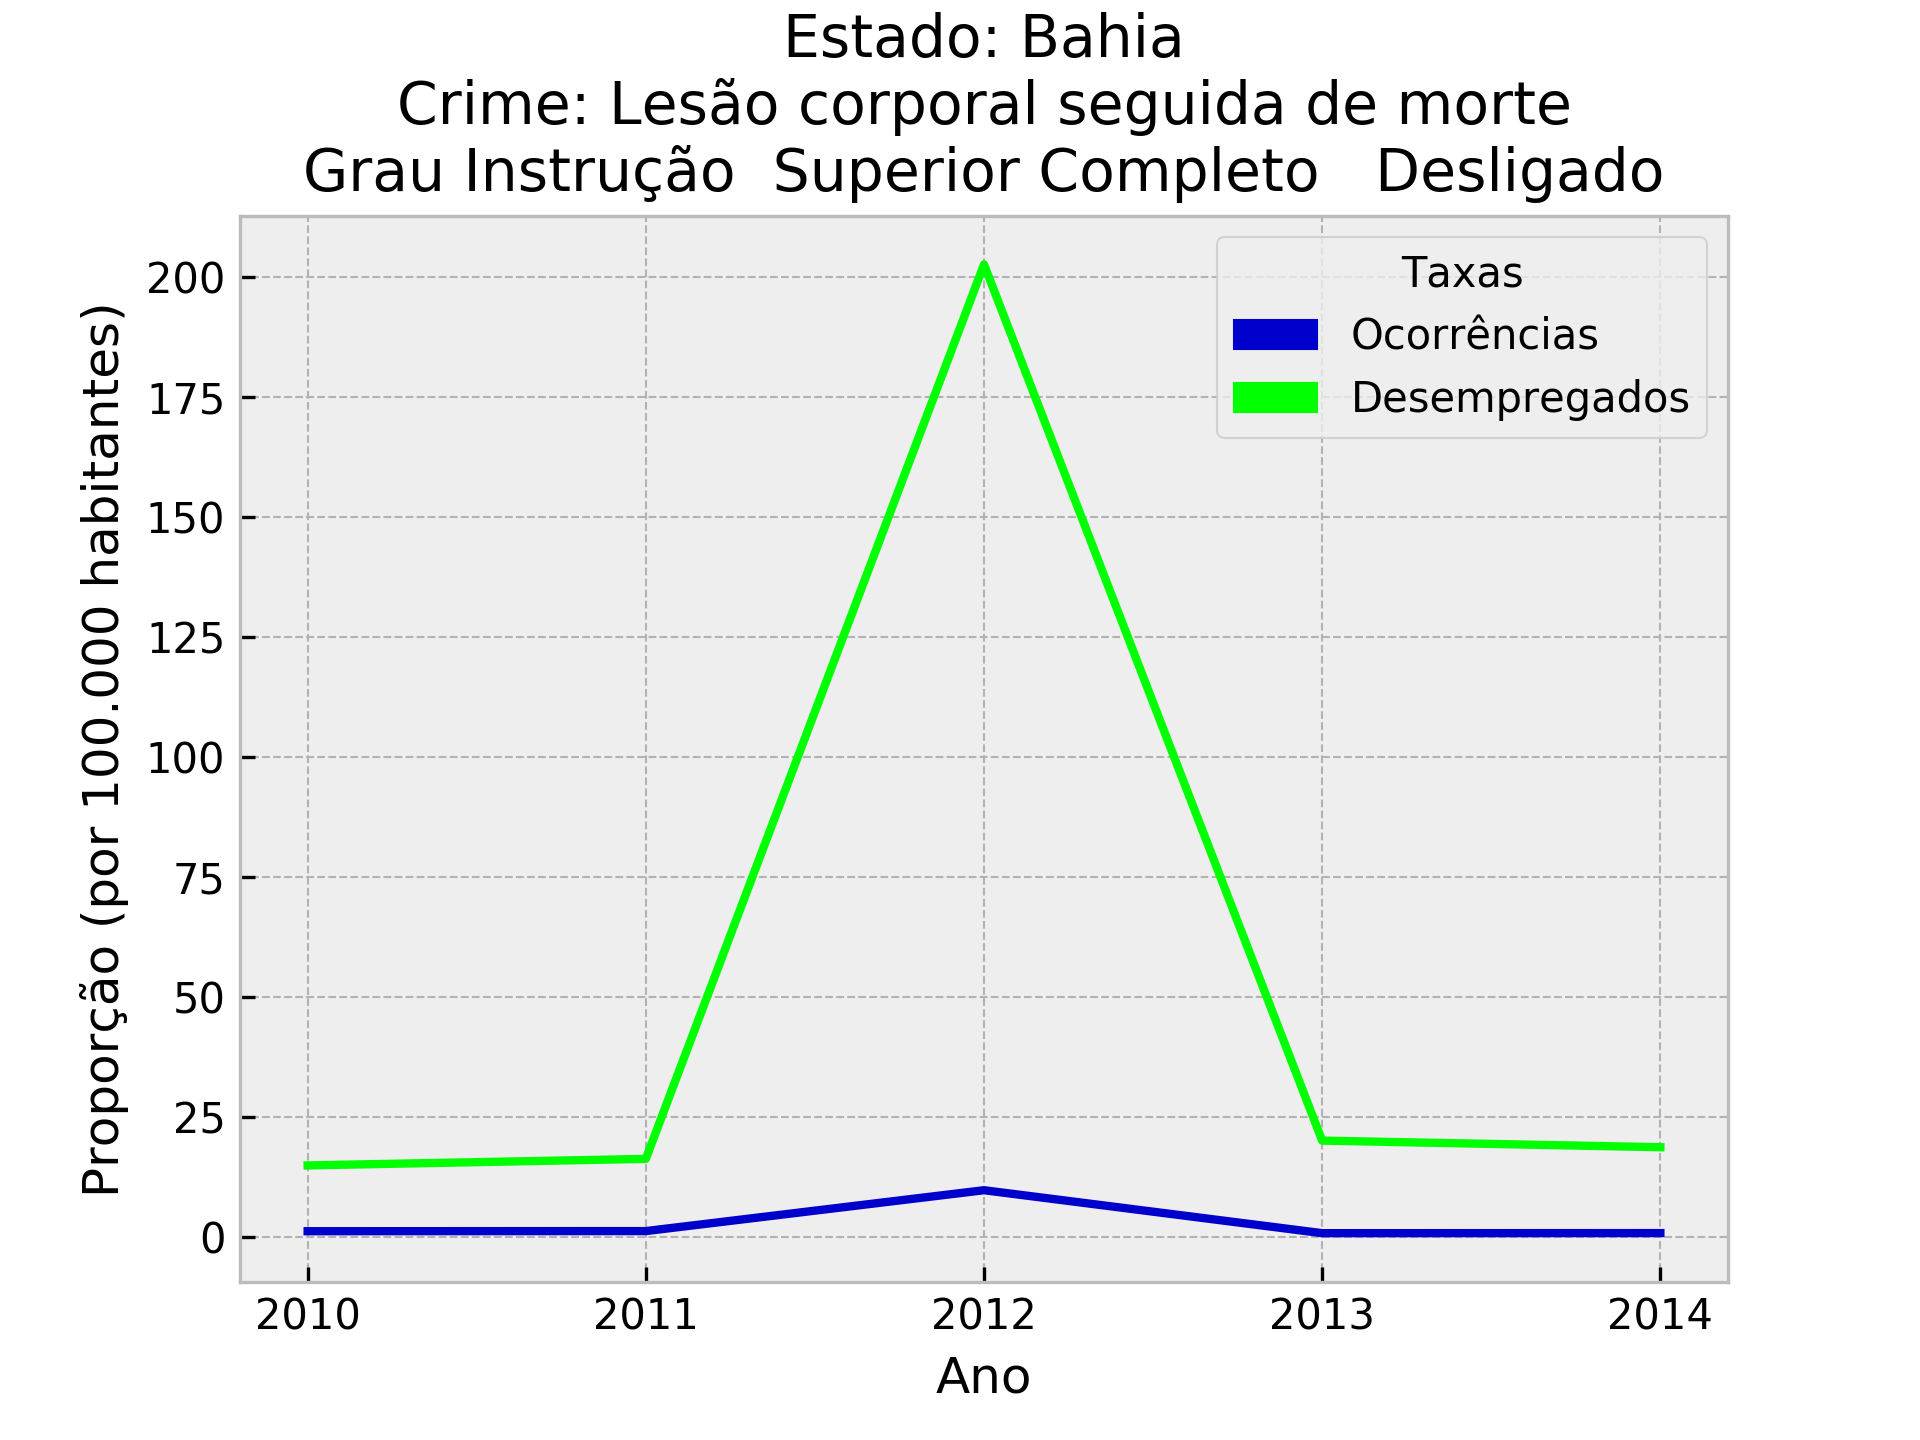 Estado: Bahia
Crime: Lesão corporal seguida de morte
Grau Instrução  Superior Completo   Desligado
Taxas
Ocorrências
Desempregados
Proporção (por 100.000 habitantes)
200
175
150
125
100
75
50
25
0
2010 2011 2012 2013 2014
Ano